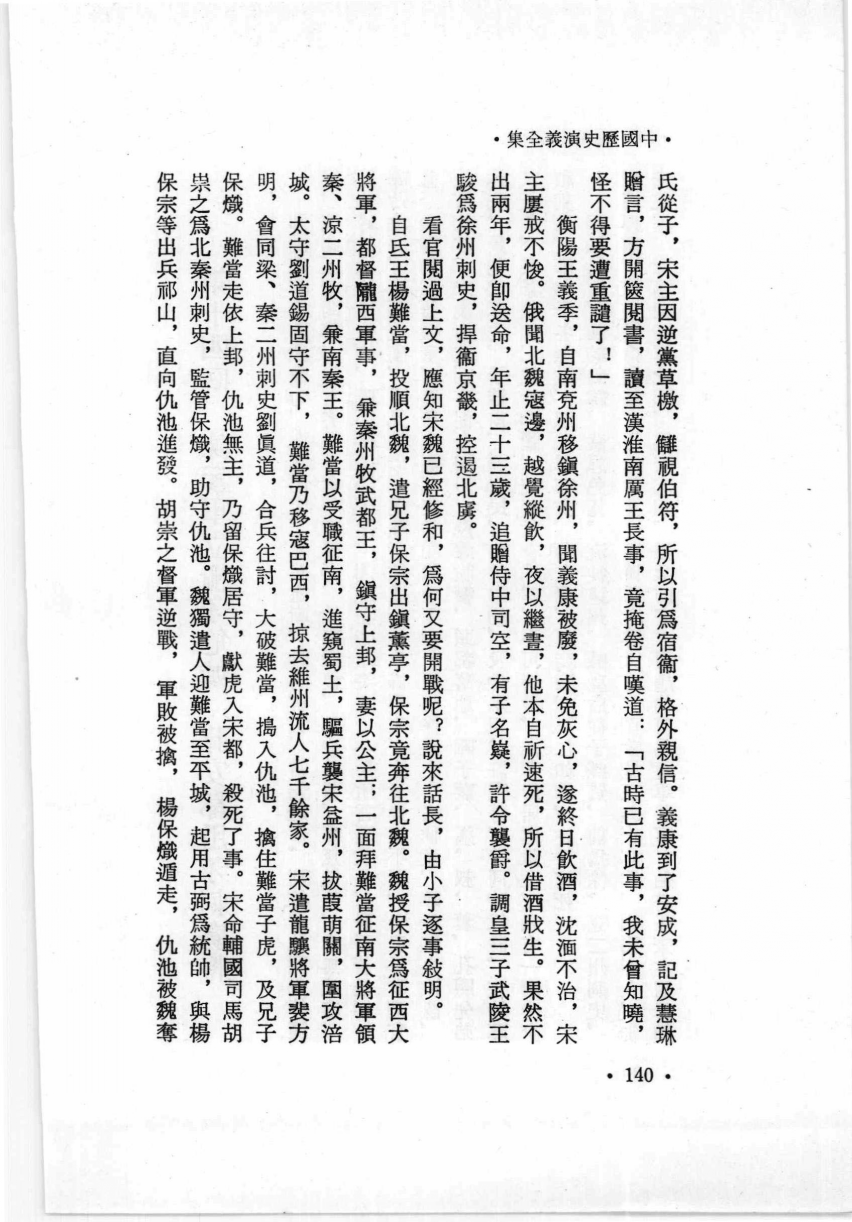 •中國歷史演義全集•
氏從子，宋主因逆黨草檄，讎視伯符，所以引爲宿衞，格外親信。義康到了安成，記及慧琳
贈言，方開篋閱書，讀至漢淮南厲王長事，竟掩卷自嘆道：「古時已有此事，我未曾知曉，
怪不得要遭重譴了！」
衡陽王義季，自南兗州移鎭徐州，聞義康被廢，未免灰心，遂終日飲酒，沈湎不治，宋
主屢戒不悛。俄聞北魏寇邊，越覺縱飲，夜以繼晝，他本自祈速死，所以借酒戕生。果然不
出兩年，便卽送命，年止二十三歲，追贈侍中司空，有子名嶷，許令襲爵。調皇三子武陵王
駿爲徐州刺史，捍衞京畿，控遏北虜。
看官閱過上文，應知宋魏已經修和，爲何又要開戰呢？說來話長，由小子逐事敍明。
自氐王楊難當，投順北魏，遣兄子保宗出鎭薰亭，保宗竟奔往北魏。魏授保宗爲征西大
將軍，都督隴西軍事，兼秦州牧武都王，鎭守上邽，妻以公主；一面拜難當征南大將軍領
秦、涼二州牧，兼南秦王。難當以受職征南，進窺蜀土，驅兵襲宋益州，拔葭萌關，圍攻涪
城。太守劉道錫固守不下，難當乃移寇巴西，掠去維州流人七千餘家。宋遣龍驤將軍裴方
明，會同梁、秦二州刺史劉眞道，合兵往討，大破難當，搗入仇池，擒住難當子虎，及兄子
保熾。難當走依上邽，仇池無主，乃留保熾居守，獻虎入宋都，殺死了事。宋命輔國司馬胡
崇之爲北秦州刺史，監管保熾，助守仇池。魏獨遣人迎難當至平城，起用古弼爲統帥，與楊
保宗等出兵祁山，直向仇池進發。胡崇之督軍逆戰，軍敗被擒，楊保熾遁走，仇池被魏奪
•140•